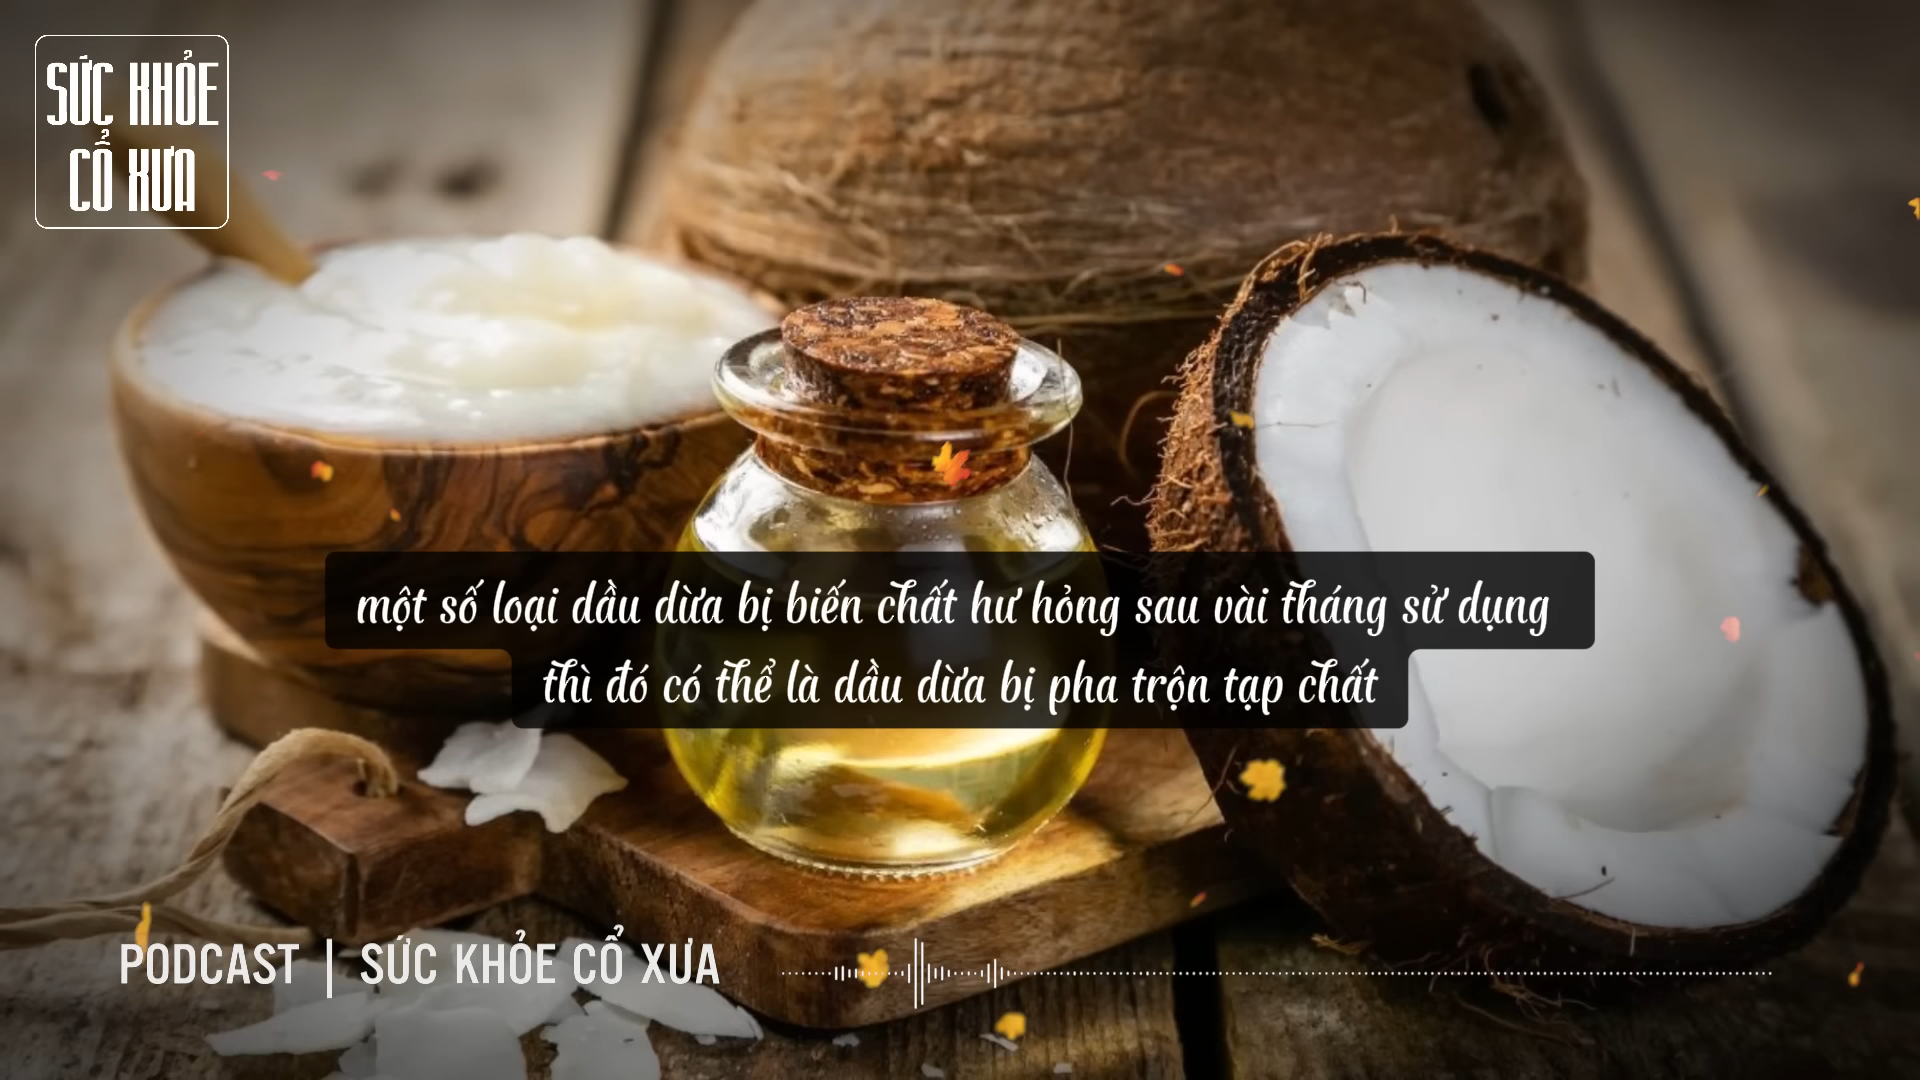 SỨC KHỎE
CỔ XƯA
một số loại dầu dừa bị biến chất hư hỏng sau vài tháng sử dụng
thì đó có thể là dầu dừa bị pha trộn tạp chất
PODCAST | SỨC KHỎE CỔ XƯA